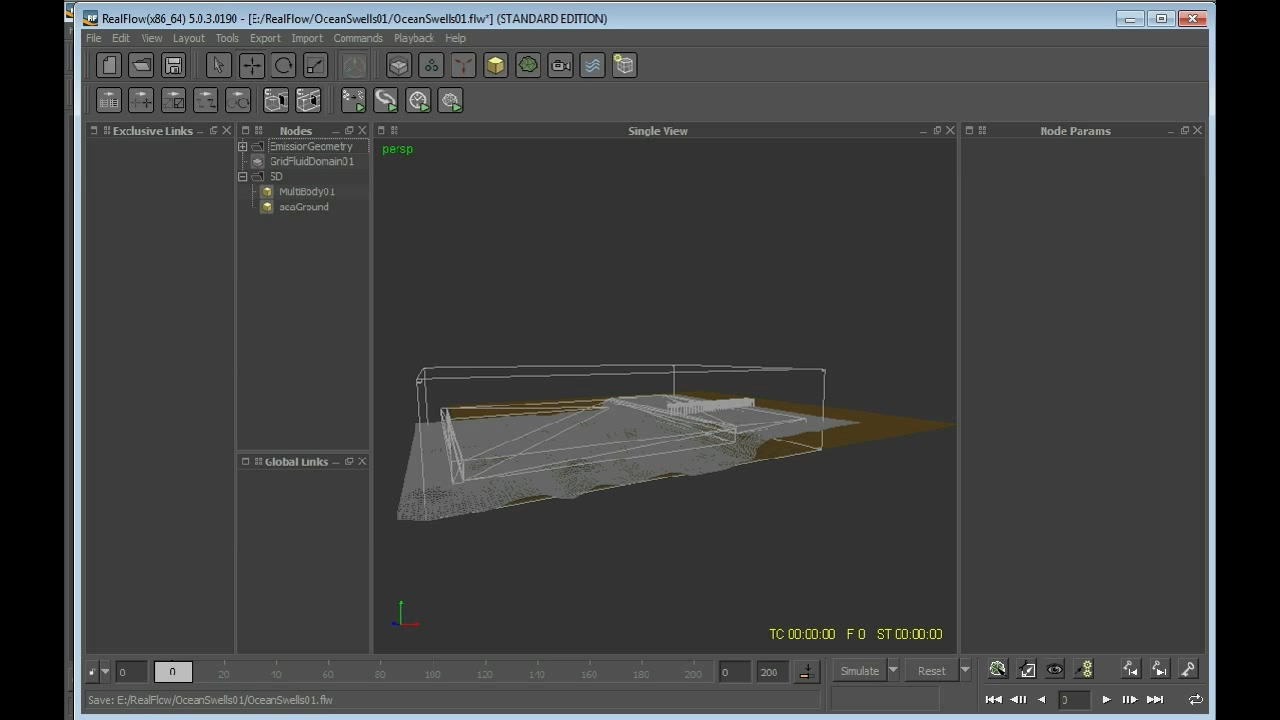 RealFlow(x86_64) 5.0.3.0190 - [E:/RealFlow/OceanSwells01/OceanSwells01.flw*] (STANDARD EDITION)
File Edit View Layout Tools Export Import Commands Playback Help
Exclusive Links
Nodes
Single View
Node Params
EmissionGeometry
GridFluidDomain01
SD
MultiBody01
seaGround
persp
Global Links
TC 00:00:00 F 0 ST 00:00:00
0 0 20 40 60 80 100 120 140 160 180 200 0 200 Simulate Reset
Save: E:/RealFlow/OceanSwells01/OceanSwells01.flw
0